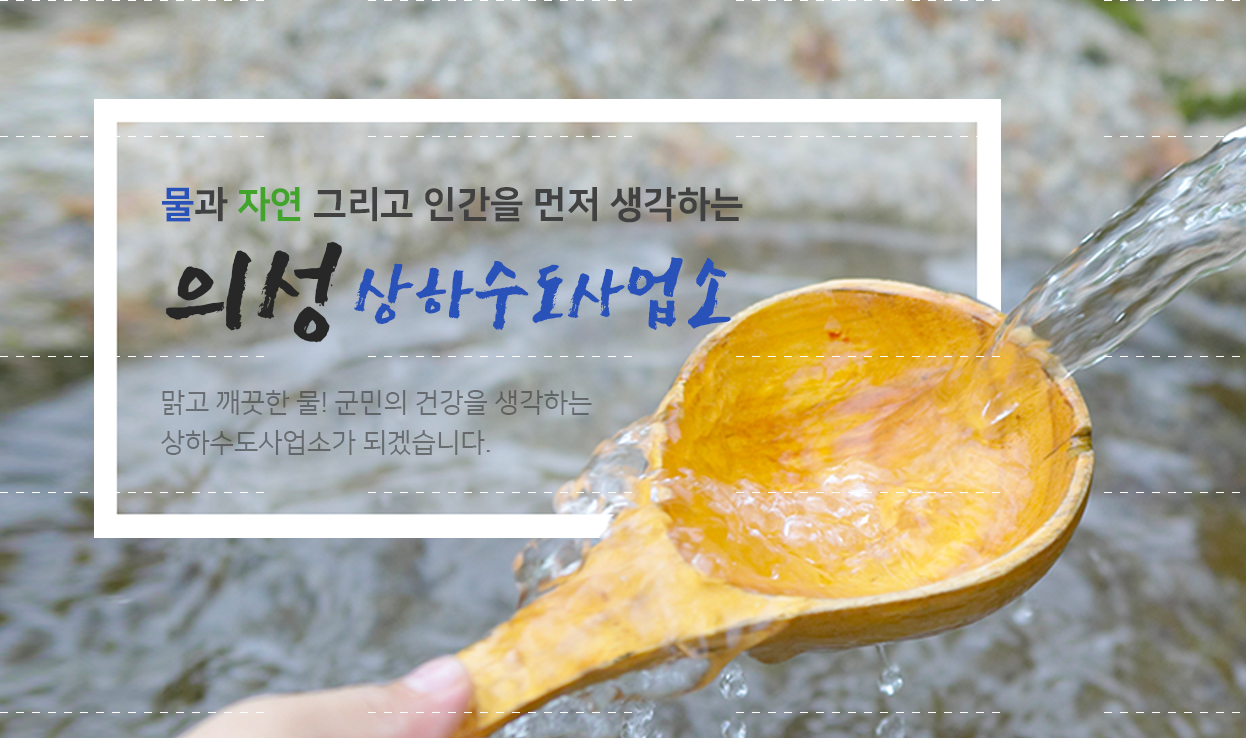 물과 자연 그리고 인간을 먼저 생각하는
의성 상하수도사업소
맑고 깨끗한 물! 군민의 건강을 생각하는
상하수도사업소가 되겠습니다.